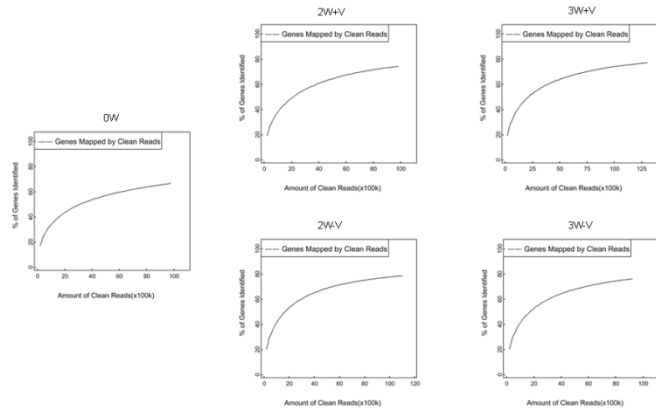 2W+V
Genes Mapped by Clean Reads
% of Genes Identified
0 20 40 60 80 100
0 20 40 60 80 100
Amount of Clean Reads(x100k)
3W+V
Genes Mapped by Clean Reads
% of Genes Identified
0 20 40 60 80 100
0 25 50 75 100 125
Amount of Clean Reads(x100k)
0W
Genes Mapped by Clean Reads
% of Genes Identified
0 20 40 60 80 100
0 20 40 60 80 100
Amount of Clean Reads(x100k)
2W-V
Genes Mapped by Clean Reads
% of Genes Identified
0 20 40 60 80 100
0 20 40 60 80 100 120
Amount of Clean Reads(x100k)
3W-V
Genes Mapped by Clean Reads
% of Genes Identified
0 20 40 60 80 100
0 20 40 60 80 100
Amount of Clean Reads(x100k)